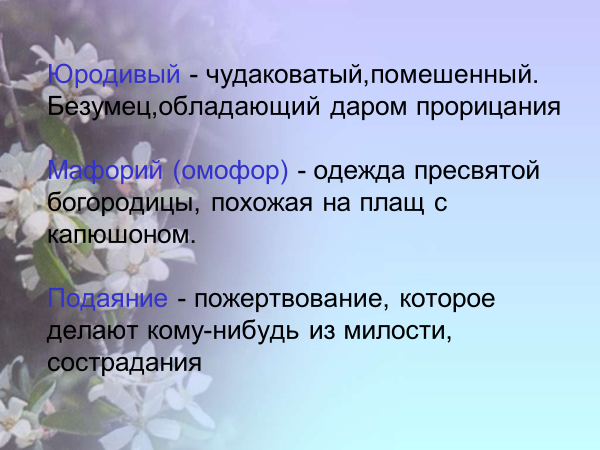 Юродивый - чудаковатый,помешенный.
Безумец,обладающий даром прорицания
Мафорий (омофор) - одежда пресвятой
богородицы, похожая на плащ с
капюшоном.
Подаяние - пожертвование, которое
делают кому-нибудь из милости,
сострадания